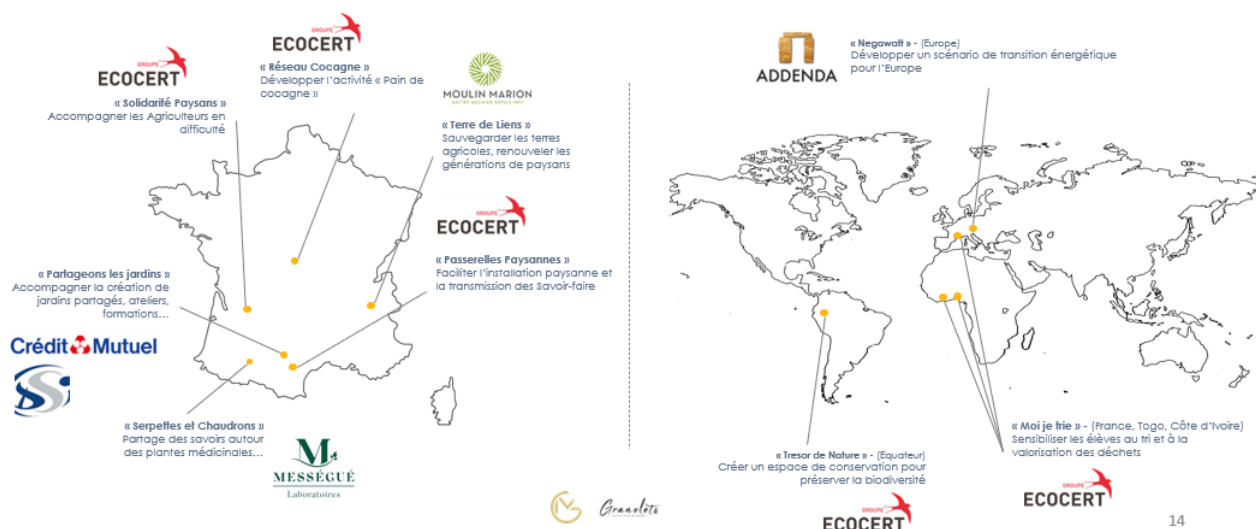 GROUPE
ECOCERT
« Solidarité Paysans »
Accompagner les Agriculteurs en
difficulté
GROUPE
ECOCERT
« Réseau Cocagne »
Développer l'activité « Pain de
cocagne »
MOULIN MARION
« Terre de Liens »
Sauvegarder les terres
agricoles, renouveler les
générations de paysans
GROUPE
ECOCERT
« Passerelles Paysannes »
Faciliter l'installation paysanne et
la transmission des Savoir-faire
« Partageons les jardins »
Accompagner la création de
jardins partagés, ateliers,
formations…
Crédit Mutuel
« Serpettes et Chaudrons »
Partage des savoirs autour
des plantes médicinales…
MESSÉGUÉ
Laboratoires
ADDENDA
« Negawatt » - (Europe)
Développer un scénario de transition énergétique
pour l'Europe
« Tresor de Nature » - (Equateur)
Créer un espace de conservation pour
préserver la biodiversité
GROUPE
ECOCERT
« Moi je trie » - (France, Togo, Côte d'Ivoire)
Sensibiliser les élèves au tri et à la
valorisation des déchets
GROUPE
ECOCERT
14